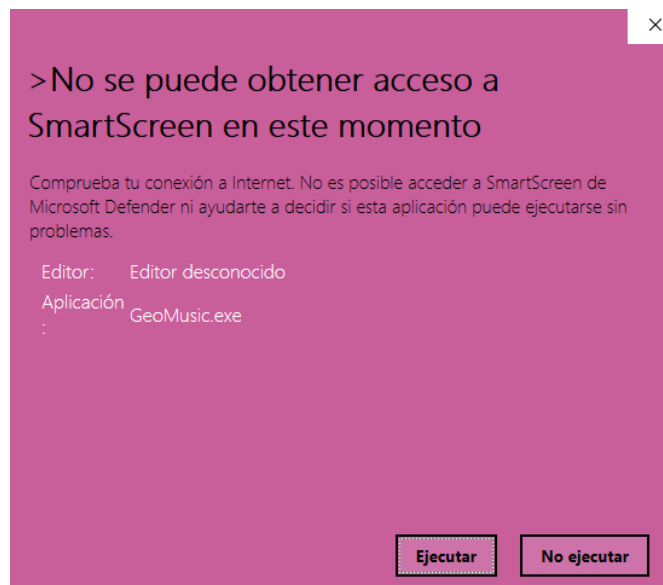 >No se puede obtener acceso a
SmartScreen en este momento
Comprueba tu conexión a Internet. No es posible acceder a SmartScreen de
Microsoft Defender ni ayudarte a decidir si esta aplicación puede ejecutarse sin
problemas.
Editor: Editor desconocido
Aplicación
: GeoMusic.exe
Ejecutar No ejecutar